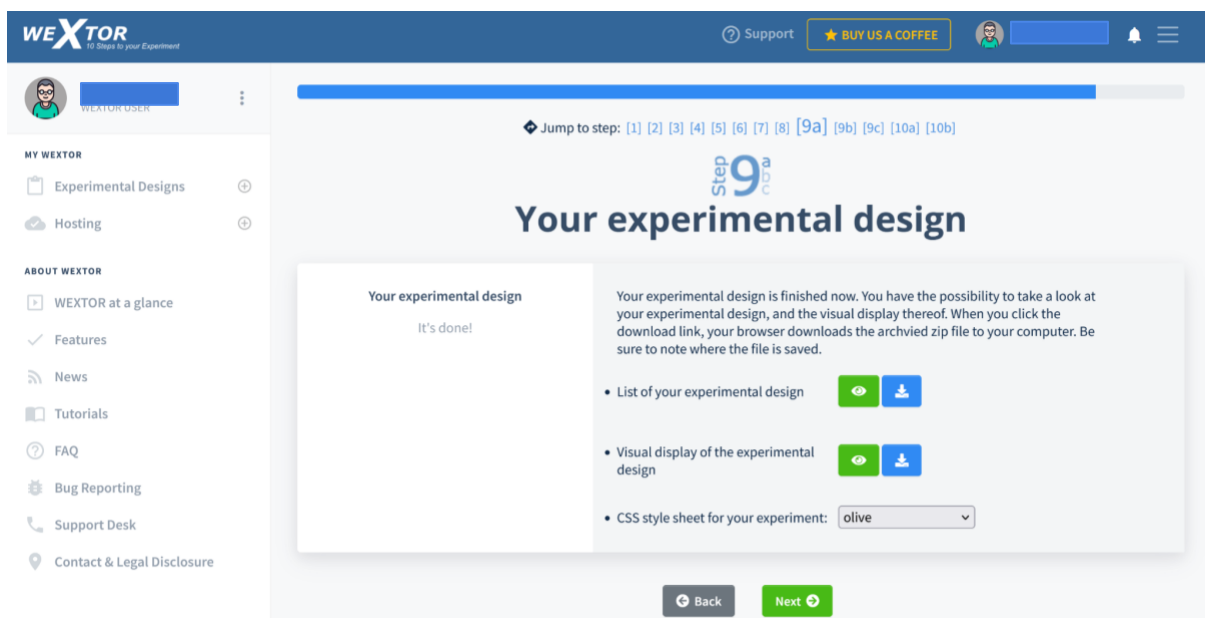 WEXTOR
10 Steps to your Experiment
Support
BUY US A COFFEE
WEXTOR USER
MY WEXTOR
Experimental Designs
Hosting
ABOUT WEXTOR
WEXTOR at a glance
Features
News
Tutorials
FAQ
Bug Reporting
Support Desk
Contact & Legal Disclosure
Jump to step: [1] [2] [3] [4] [5] [6] [7] [8] [9a] [9b] [9c] [10a] [10b]
Step 9 a b c
Your experimental design
Your experimental design
It's done!
Your experimental design is finished now. You have the possibility to take a look at
your experimental design, and the visual display thereof. When you click the
download link, your browser downloads the archvied zip file to your computer. Be
sure to note where the file is saved.
• List of your experimental design
• Visual display of the experimental
design
• CSS style sheet for your experiment: olive
Back
Next